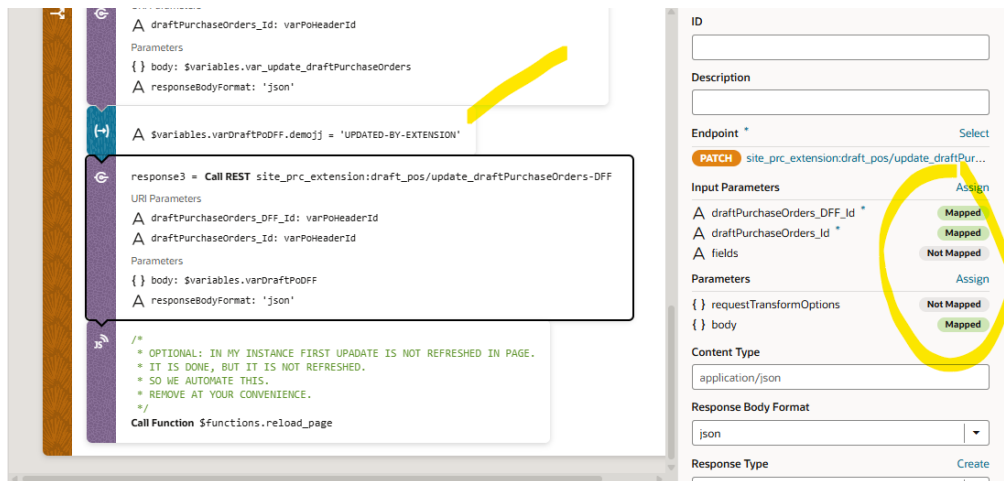 draftPurchaseOrders_Id: varPoHeaderId
Parameters
{ } body: $variables.var_update_draftPurchaseOrders
responseBodyFormat: 'json'
$variables.varDraftPoDFF.demojj = 'UPDATED-BY-EXTENSION'
response3 = Call REST site_prc_extension:draft_pos/update_draftPurchaseOrders-DFF
URI Parameters
draftPurchaseOrders_DFF_Id: varPoHeaderId
draftPurchaseOrders_Id: varPoHeaderId
Parameters
{ } body: $variables.varDraftPoDFF
responseBodyFormat: 'json'
JS
/*
* OPTIONAL: IN MY INSTANCE FIRST UPADATE IS NOT REFRESHED IN PAGE.
* IT IS DONE, BUT IT IS NOT REFRESHED.
* SO WE AUTOMATE THIS.
* REMOVE AT YOUR CONVENIENCE.
*/
Call Function $functions.reload_page
ID
Description
Endpoint * Select
PATCH site_prc_extension:draft_pos/update_draftPur...
Input Parameters Assign
A draftPurchaseOrders_DFF_Id * Mapped
A draftPurchaseOrders_Id * Mapped
A fields Not Mapped
Parameters Assign
{ } requestTransformOptions Not Mapped
{ } body Mapped
Content Type
application/json
Response Body Format
json
Response Type Create